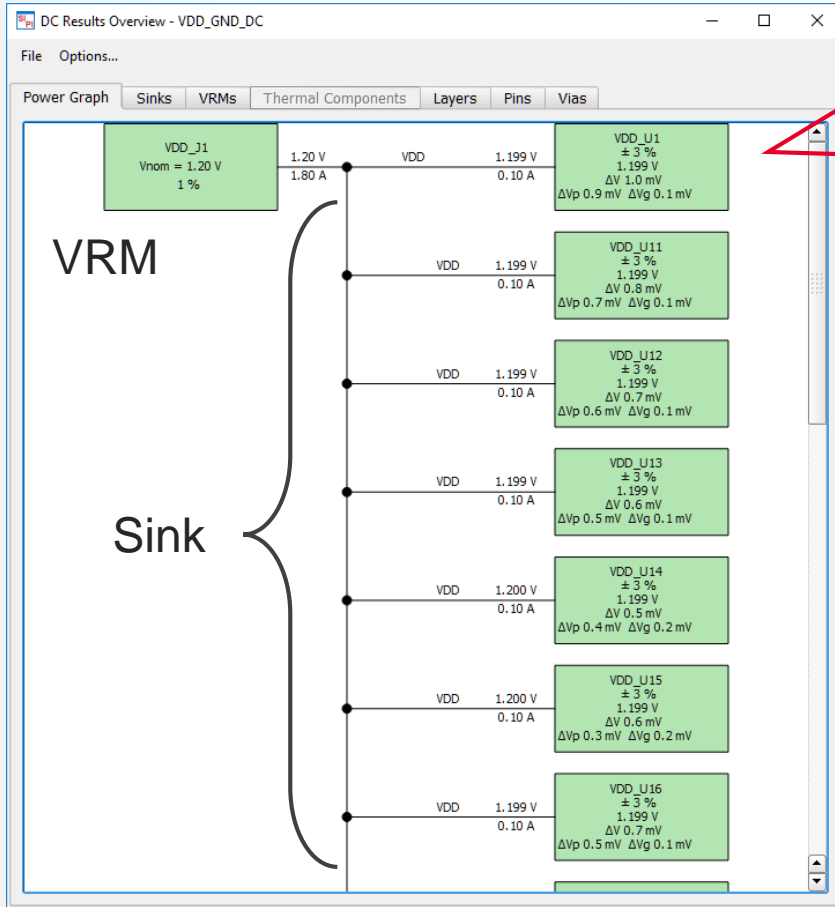 SI PI DC Results Overview - VDD_GND_DC
File Options...
Power Graph Sinks VRMs Thermal Components Layers Pins Vias
VDD_J1
Vnom = 1.20 V
1 %
1.20 V
1.80 A
VDD
1.199 V
0.10 A
VDD_U1
± 3 %
1.199 V
ΔV 1.0 mV
ΔVp 0.9 mV ΔVg 0.1 mV
VRM
VDD
1.199 V
0.10 A
VDD_U11
± 3 %
1.199 V
ΔV 0.8 mV
ΔVp 0.7 mV ΔVg 0.1 mV
VDD
1.199 V
0.10 A
VDD_U12
± 3 %
1.199 V
ΔV 0.7 mV
ΔVp 0.6 mV ΔVg 0.1 mV
Sink
VDD
1.199 V
0.10 A
VDD_U13
± 3 %
1.199 V
ΔV 0.6 mV
ΔVp 0.5 mV ΔVg 0.1 mV
VDD
1.200 V
0.10 A
VDD_U14
± 3 %
1.199 V
ΔV 0.5 mV
ΔVp 0.4 mV ΔVg 0.2 mV
VDD
1.200 V
0.10 A
VDD_U15
± 3 %
1.199 V
ΔV 0.6 mV
ΔVp 0.3 mV ΔVg 0.2 mV
VDD
1.199 V
0.10 A
VDD_U16
± 3 %
1.199 V
ΔV 0.7 mV
ΔVp 0.5 mV ΔVg 0.1 mV